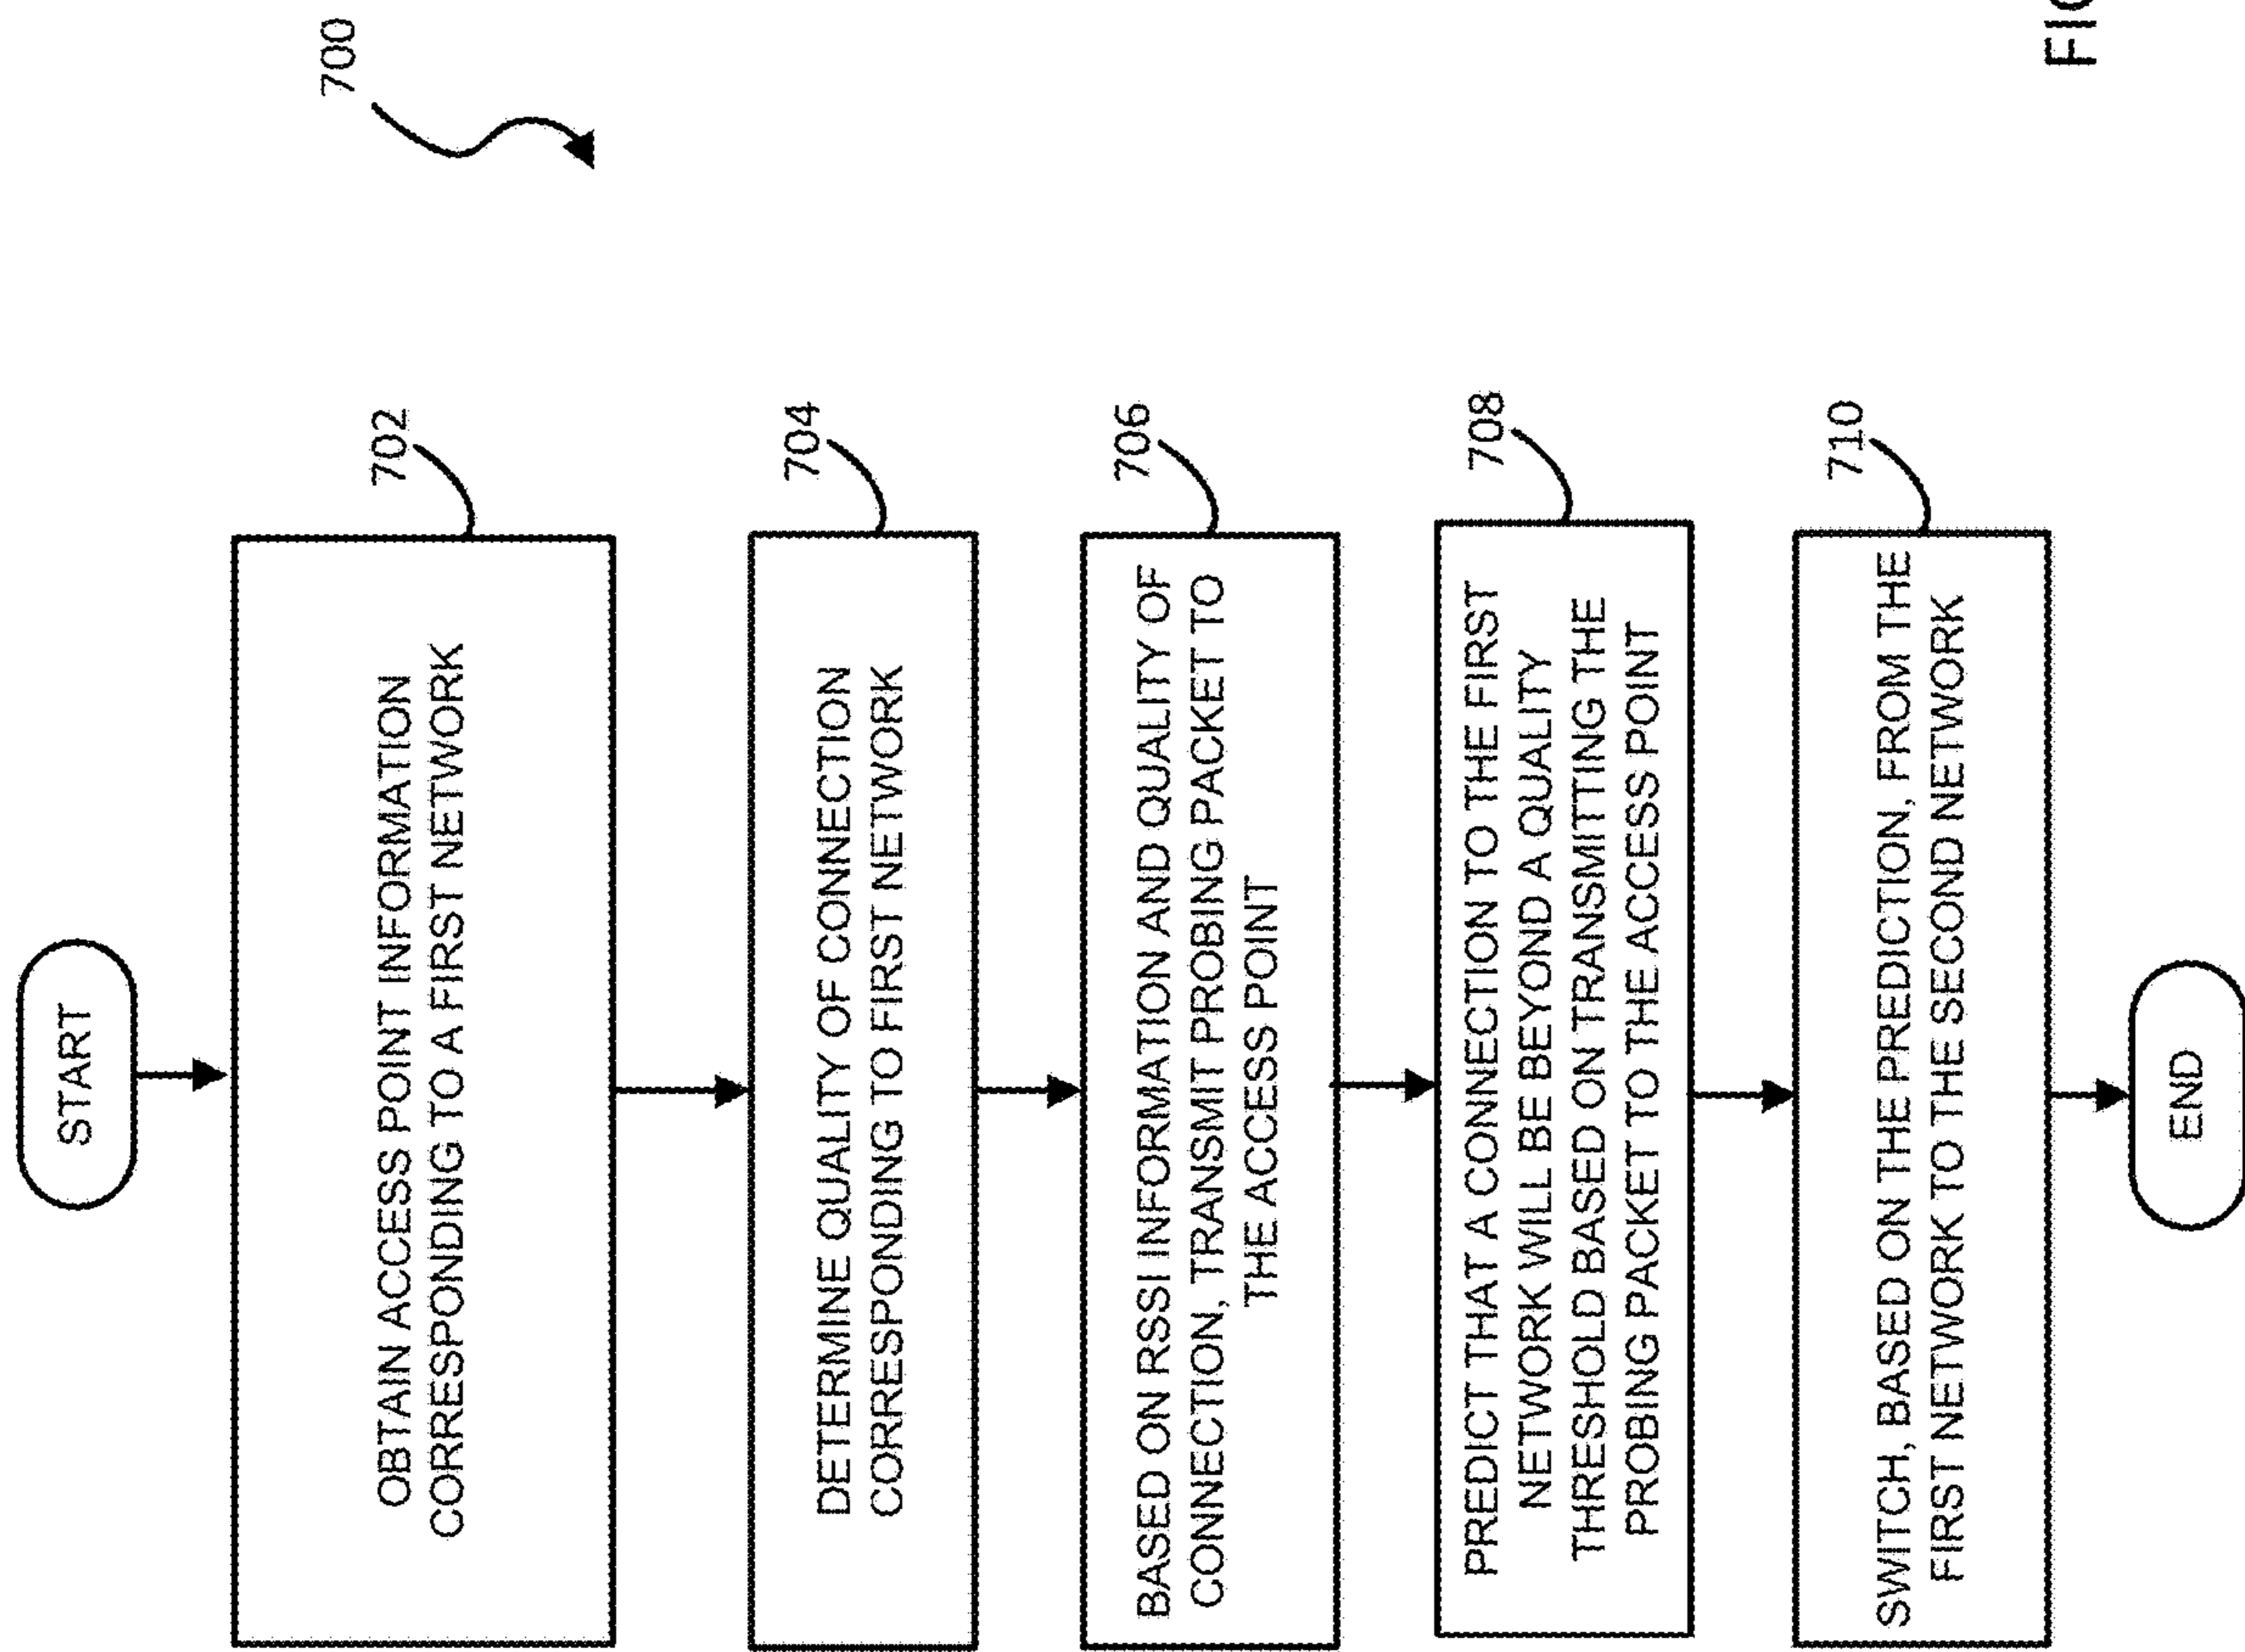 700
START
702
OBTAIN ACCESS POINT INFORMATION
CORRESPONDING TO A FIRST NETWORK
704
DETERMINE QUALITY OF CONNECTION
CORRESPONDING TO FIRST NETWORK
706
BASED ON RSSI INFORMATION AND QUALITY OF
CONNECTION, TRANSMIT PROBING PACKET TO
THE ACCESS POINT
708
PREDICT THAT A CONNECTION TO THE FIRST
NETWORK WILL BE BEYOND A QUALITY
THRESHOLD BASED ON TRANSMITTING THE
PROBING PACKET TO THE ACCESS POINT
710
SWITCH, BASED ON THE PREDICTION, FROM THE
FIRST NETWORK TO THE SECOND NETWORK
END